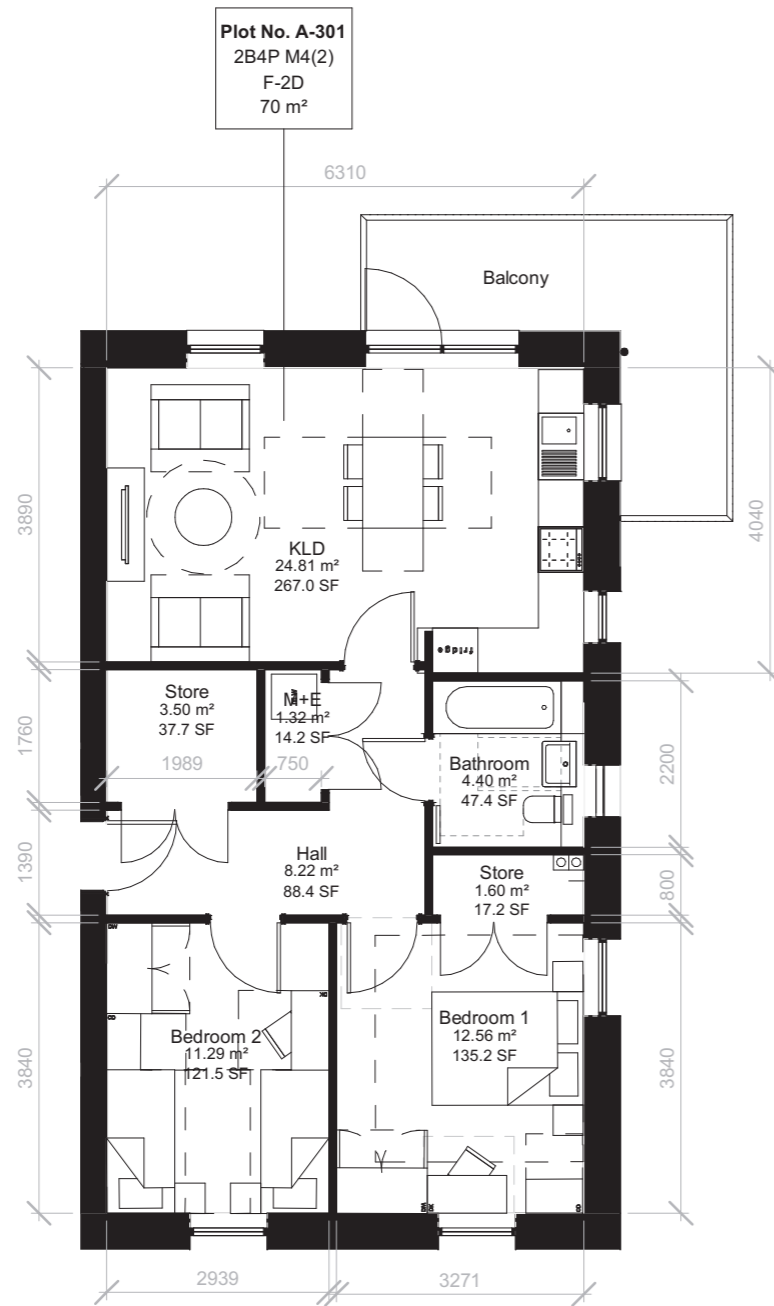 Plot No. A-301
2B4P M4(2)
F-2D
70 m²
6310
Balcony
3890
4040
KLD
24.81 m²
267.0 SF
fridge
Store
3.50 m²
37.7 SF
M+E
1.32 m²
14.2 SF
1760
1989
750
Bathroom
4.40 m²
47.4 SF
2200
Hall
8.22 m²
88.4 SF
1390
Store
1.60 m²
17.2 SF
800
Bedroom 2
11.29 m²
121.5 SF
Bedroom 1
12.56 m²
135.2 SF
3840
3840
2939
3271